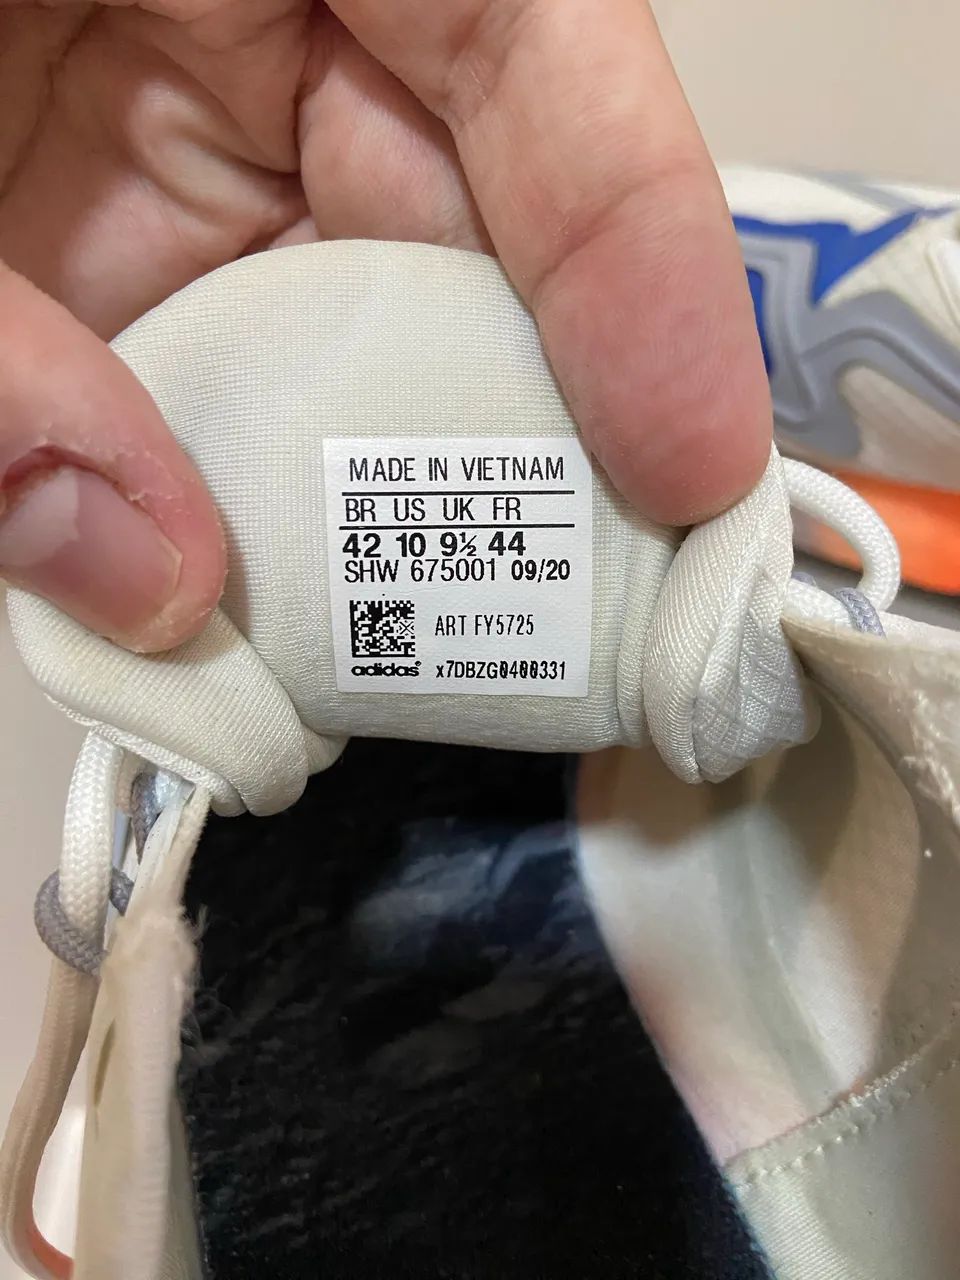 MADE IN VIETNAM
BR US UK FR
42 10 9½ 44
SHW 675001 09/20
ART FY5725
adidas® x7DBZG0400331